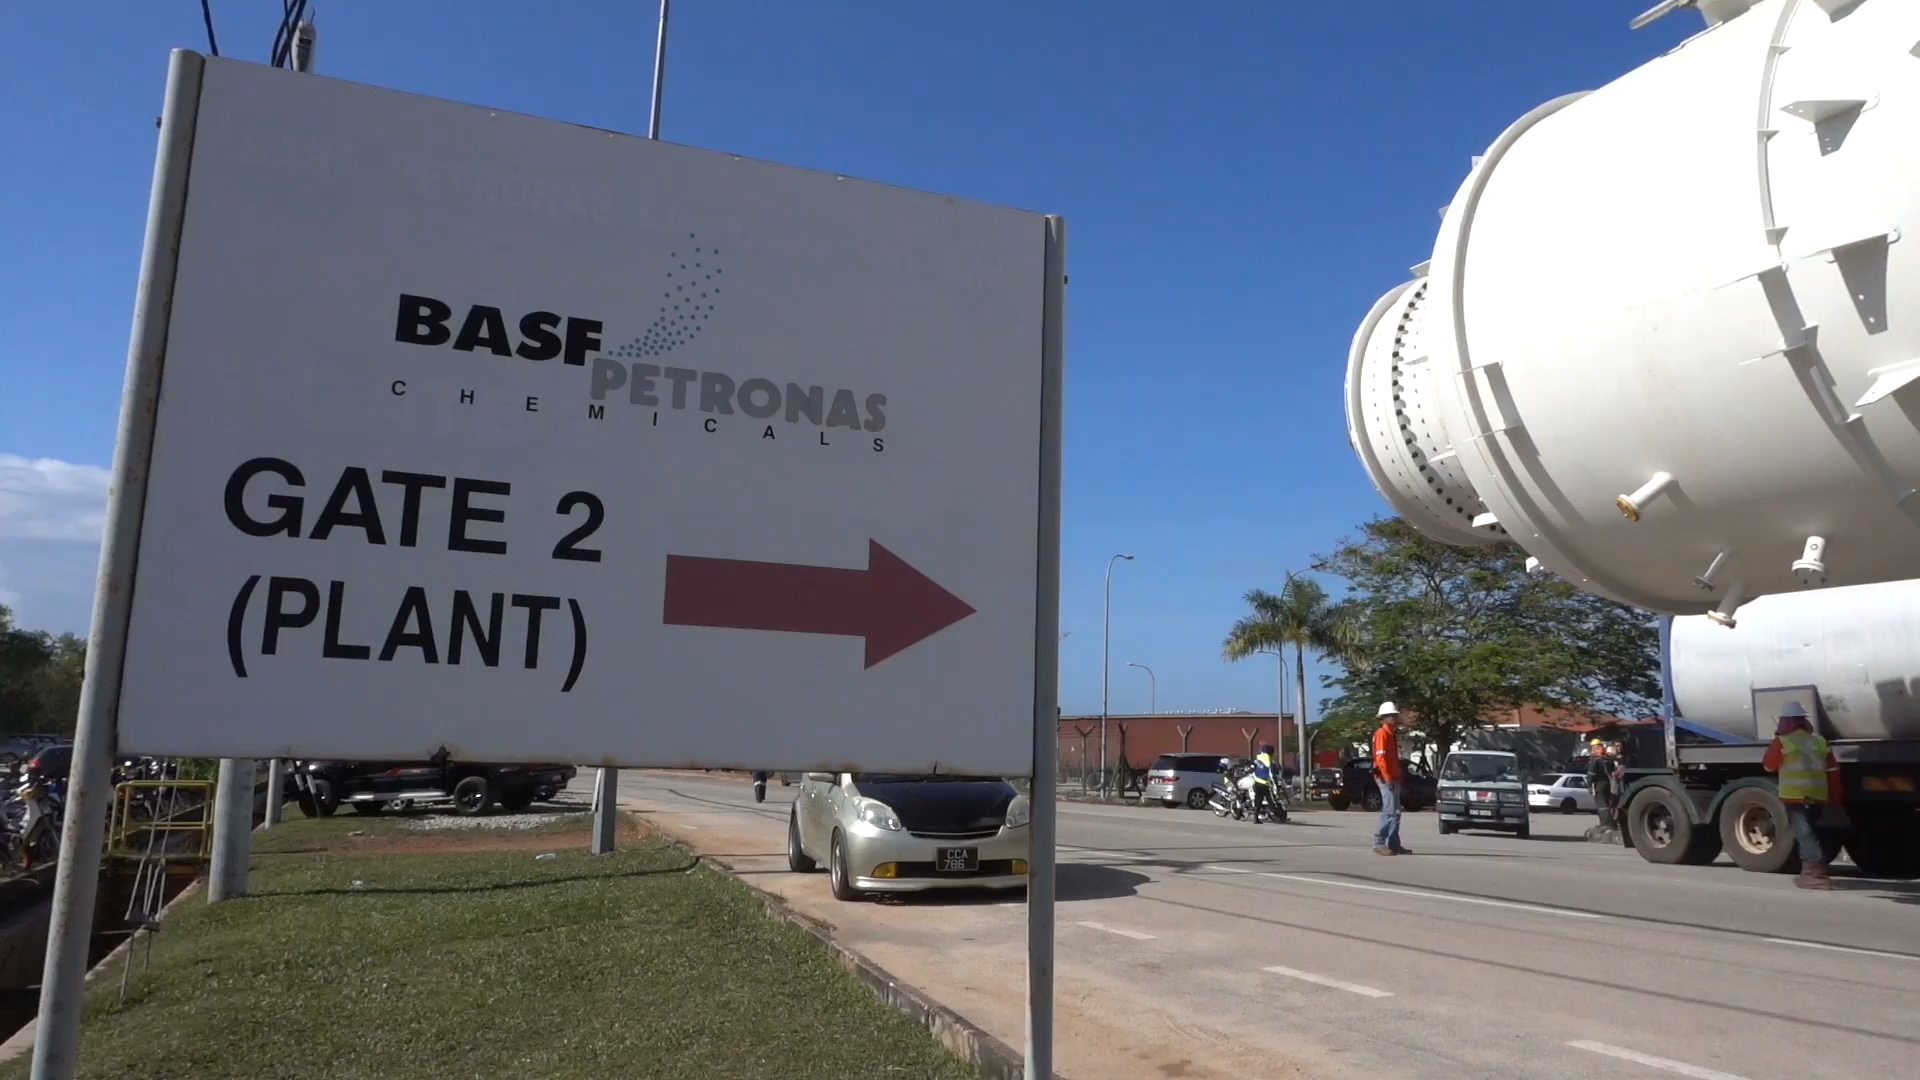 BASF
PETRONAS
CHEMICALS
GATE 2
(PLANT)
CCA
786